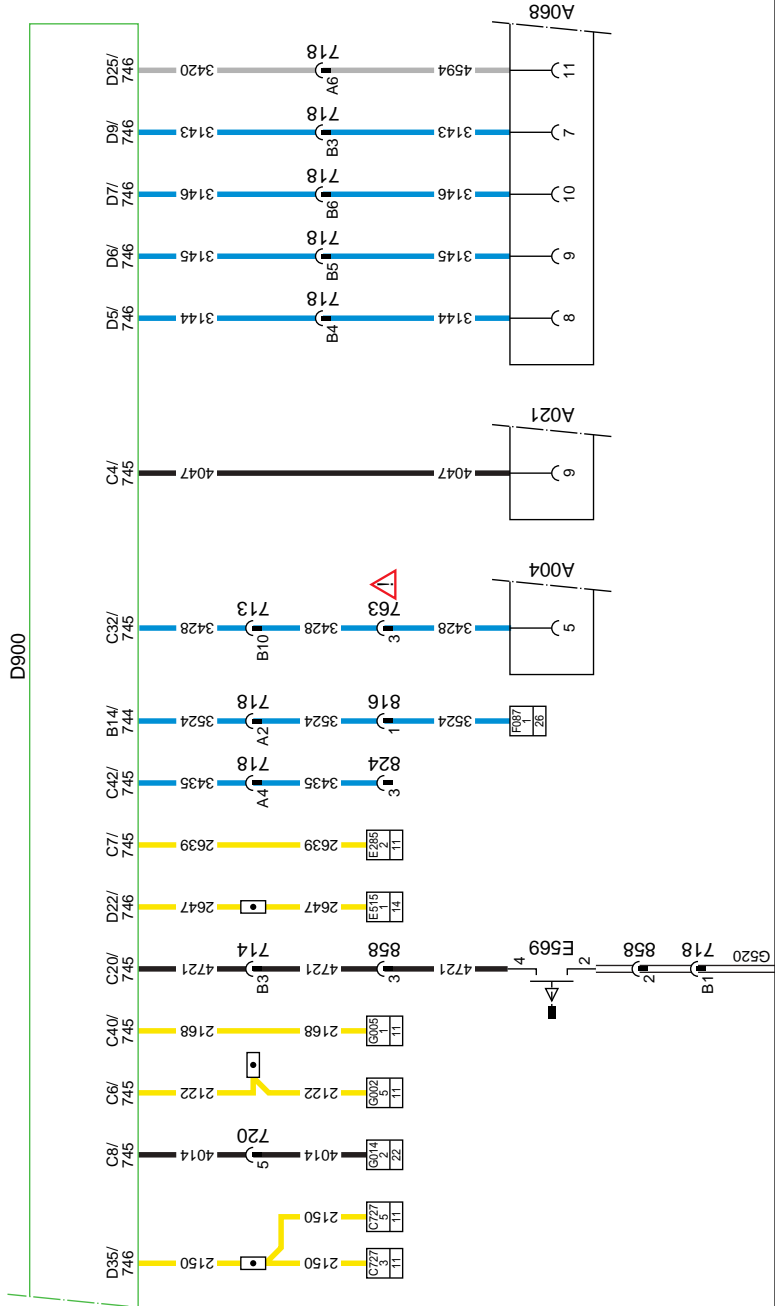 D900
D25/
746
3420
718
A6
4594
11
A068
D9/
746
3143
718
B3
3143
7
D7/
746
3146
718
B6
3146
10
D6/
746
3145
718
B5
3145
9
D5/
746
3144
718
B4
3144
8
C4/
745
4047
4047
9
A021
C32/
745
3428
713
B10
3428
763
3
!
3428
5
A004
B14/
744
3524
718
A2
3524
816
1
3524
F087
1
26
C42/
745
3435
718
A4
3435
824
3
C7/
745
2639
2639
E285
2
11
D22/
746
2647
2647
E515
1
14
C20/
745
4721
714
B3
4721
858
3
4721
4
E569
2
858
2
718
B1
G520
C40/
745
2168
2168
G005
1
11
C6/
745
2122
2122
G002
5
11
C8/
745
4014
720
5
4014
G014
2
22
D35/
746
2150
2150
C727
5
11
2150
C727
3
11